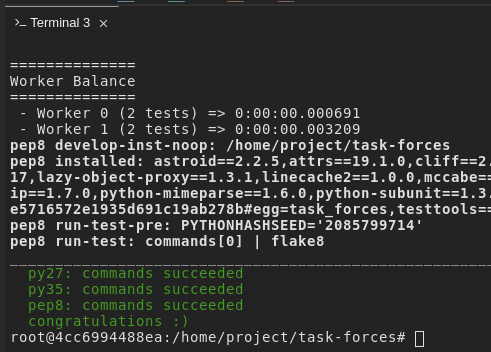 Terminal 3 ×
==============
Worker Balance
==============
- Worker 0 (2 tests) => 0:00:00.000691
- Worker 1 (2 tests) => 0:00:00.003209
pep8 develop-inst-noop: /home/project/task-forces
pep8 installed: astroid==2.2.5,attrs==19.1.0,cliff==2.
17,lazy-object-proxy==1.3.1,linecache2==1.0.0,mccabe==
ip==1.7.0,python-mimeparse==1.6.0,python-subunit==1.3.
e5716572e1935d691c19ab278b#egg=task_forces,testtools==
pep8 run-test-pre: PYTHONHASHSEED='2085799714'
pep8 run-test: commands[0] | flake8
py27: commands succeeded
py35: commands succeeded
pep8: commands succeeded
congratulations :)
root@4cc6994488ea:/home/project/task-forces#